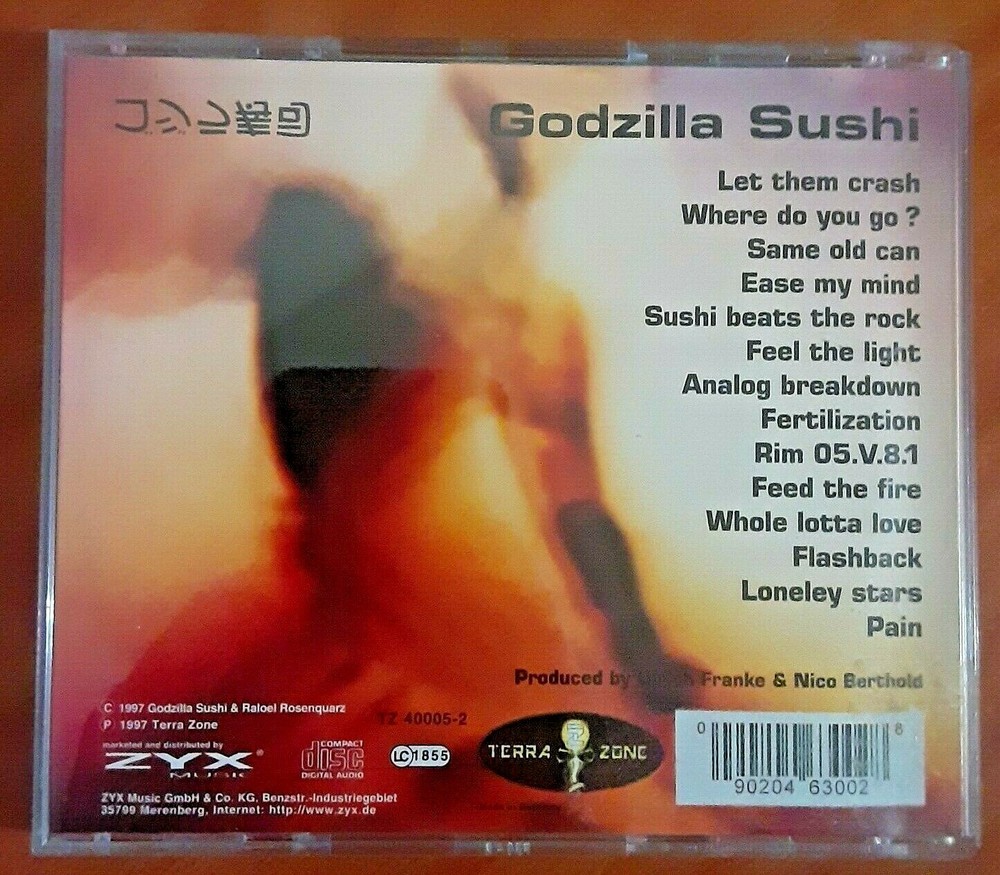 Godzilla Sushi
Let them crash
Where do you go ?
Same old can
Ease my mind
Sushi beats the rock
Feel the light
Analog breakdown
Fertilization
Rim 05.V.8.1
Feed the fire
Whole lotta love
Flashback
Loneley stars
Pain
Produced by Franke & Nico Berthold
C 1997 Godzilla Sushi & Raloel Rosenquarz
P 1997 Terra Zone
TZ 40005-2
marketed and distributed by
ZYX®
MUSIC
COMPACT
disc
DIGITAL AUDIO
LC 1855
TERRA ZONE
ZYX Music GmbH & Co. KG, Benzstr.-Industriegebiet
35799 Merenberg, Internet: http://www.zyx.de
0 90204 63002 8